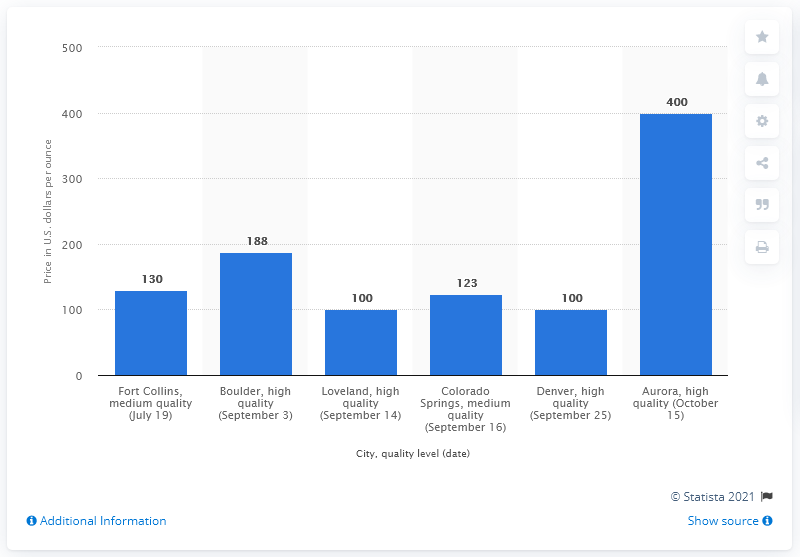 500
400
300
200
100
0
Price in U.S. dollars per ounce
130
188
100
123
100
400
Fort Collins,
medium quality
(July 19)
Boulder, high
quality
(September 3)
Loveland, high
quality
(September 14)
Colorado
Springs, medium
quality
(September 16)
Denver, high
quality
(September 25)
Aurora, high
quality (October
15)
City, quality level (date)
© Statista 2021
Additional Information
Show source